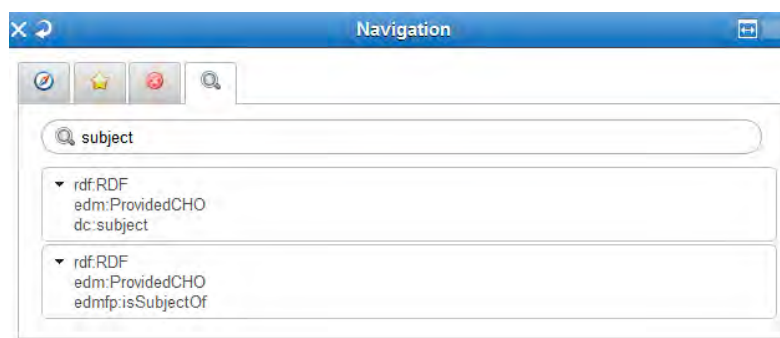 Navigation
subject
rdf:RDF
edm:ProvidedCHO
dc:subject
rdf:RDF
edm:ProvidedCHO
edmfp:isSubjectOf